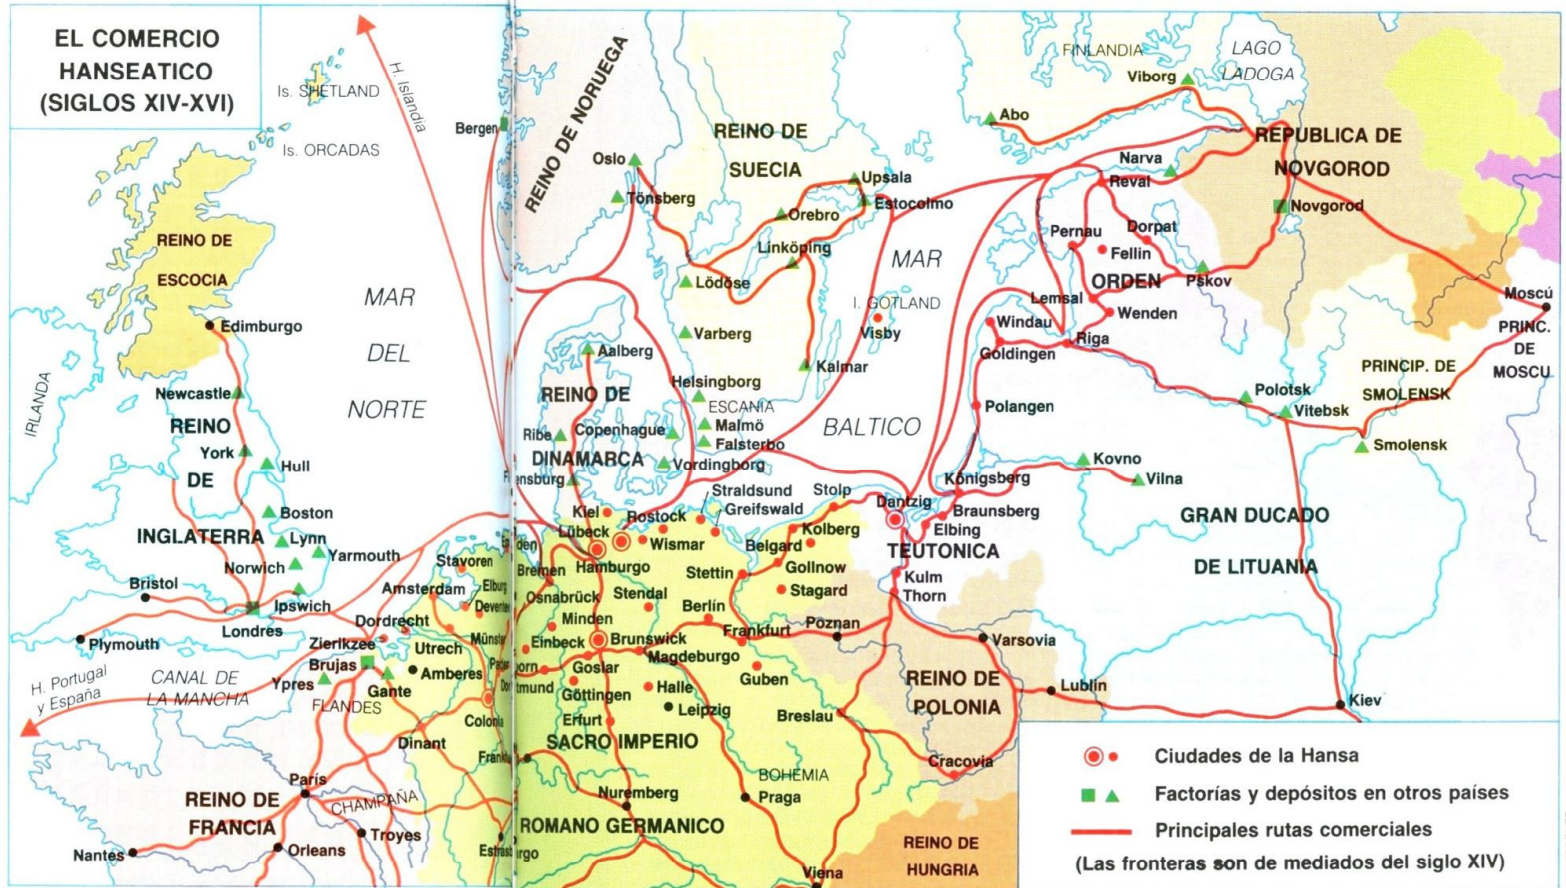 EL COMERCIO
HANSEATICO
(SIGLOS XIV-XVI)
Is. SHETLAND
Is. ORCADAS
H. Islandia
Bergen
REINO DE NORUEGA
Oslo
Tönsberg
REINO DE
SUECIA
Upsala
Estocolmo
Orebro
Linköping
Lödöse
Varberg
Kalmar
FINLANDIA
LAGO
LADOGA
Viborg
Abo
REPUBLICA DE
NOVGOROD
Narva
Reval
Novgorod
Pernau
Dorpat
Fellin
ORDEN
Pskov
Lemsal
Wenden
Windau
Goldingen
Riga
Polangen
MAR
I. GOTLAND
Visby
BALTICO
Moscú
PRINC.
DE
MOSCU
PRINCIP. DE
SMOLENSK
Polotsk
Vitebsk
Smolensk
Kovno
Vilna
GRAN DUCADO
DE LITUANIA
REINO DE
ESCOCIA
Edimburgo
MAR
DEL
NORTE
IRLANDA
Newcastle
REINO
York
DE
Hull
Boston
INGLATERRA
Lynn
Yarmouth
Norwich
Bristol
Ipswich
Londres
Plymouth
H. Portugal
y España
CANAL DE
LA MANCHA
Aalberg
REINO DE
Ribe
Copenhague
DINAMARCA
Helsingborg
ESCANIA
Malmö
Falsterbo
Vordingborg
ensburg
Kiel
Lübeck
Rostock
Wismar
Hamburgo
Straldsund
Greifswald
Stolp
Kolberg
Belgard
Gollnow
Stettin
Stagard
Dantzig
Königsberg
Braunsberg
Elbing
TEUTONICA
Kulm
Thorn
Stavoren
Amsterdam
Elburg
Deventer
Dordrecht
Zierikzee
Utrech
Münster
Brujas
Amberes
Ypres
Gante
FLANDES
Colonia
Dinant
den
Bremen
Osnabrück
Minden
Stendal
Berlín
Einbeck
Brunswick
Frankfurt
Magdeburgo
Goslar
Göttingen
Halle
Leipzig
Guben
Erfurt
Breslau
Poznan
Varsovia
REINO DE
POLONIA
Lublin
Kiev
Cracovia
SACRO IMPERIO
BOHEMIA
Praga
Nuremberg
ROMANO GERMANICO
Viena
REINO DE
HUNGRIA
París
REINO DE
FRANCIA
CHAMPAÑA
Troyes
Nantes
Orleans
Ciudades de la Hansa
Factorías y depósitos en otros países
Principales rutas comerciales
(Las fronteras son de mediados del siglo XIV)